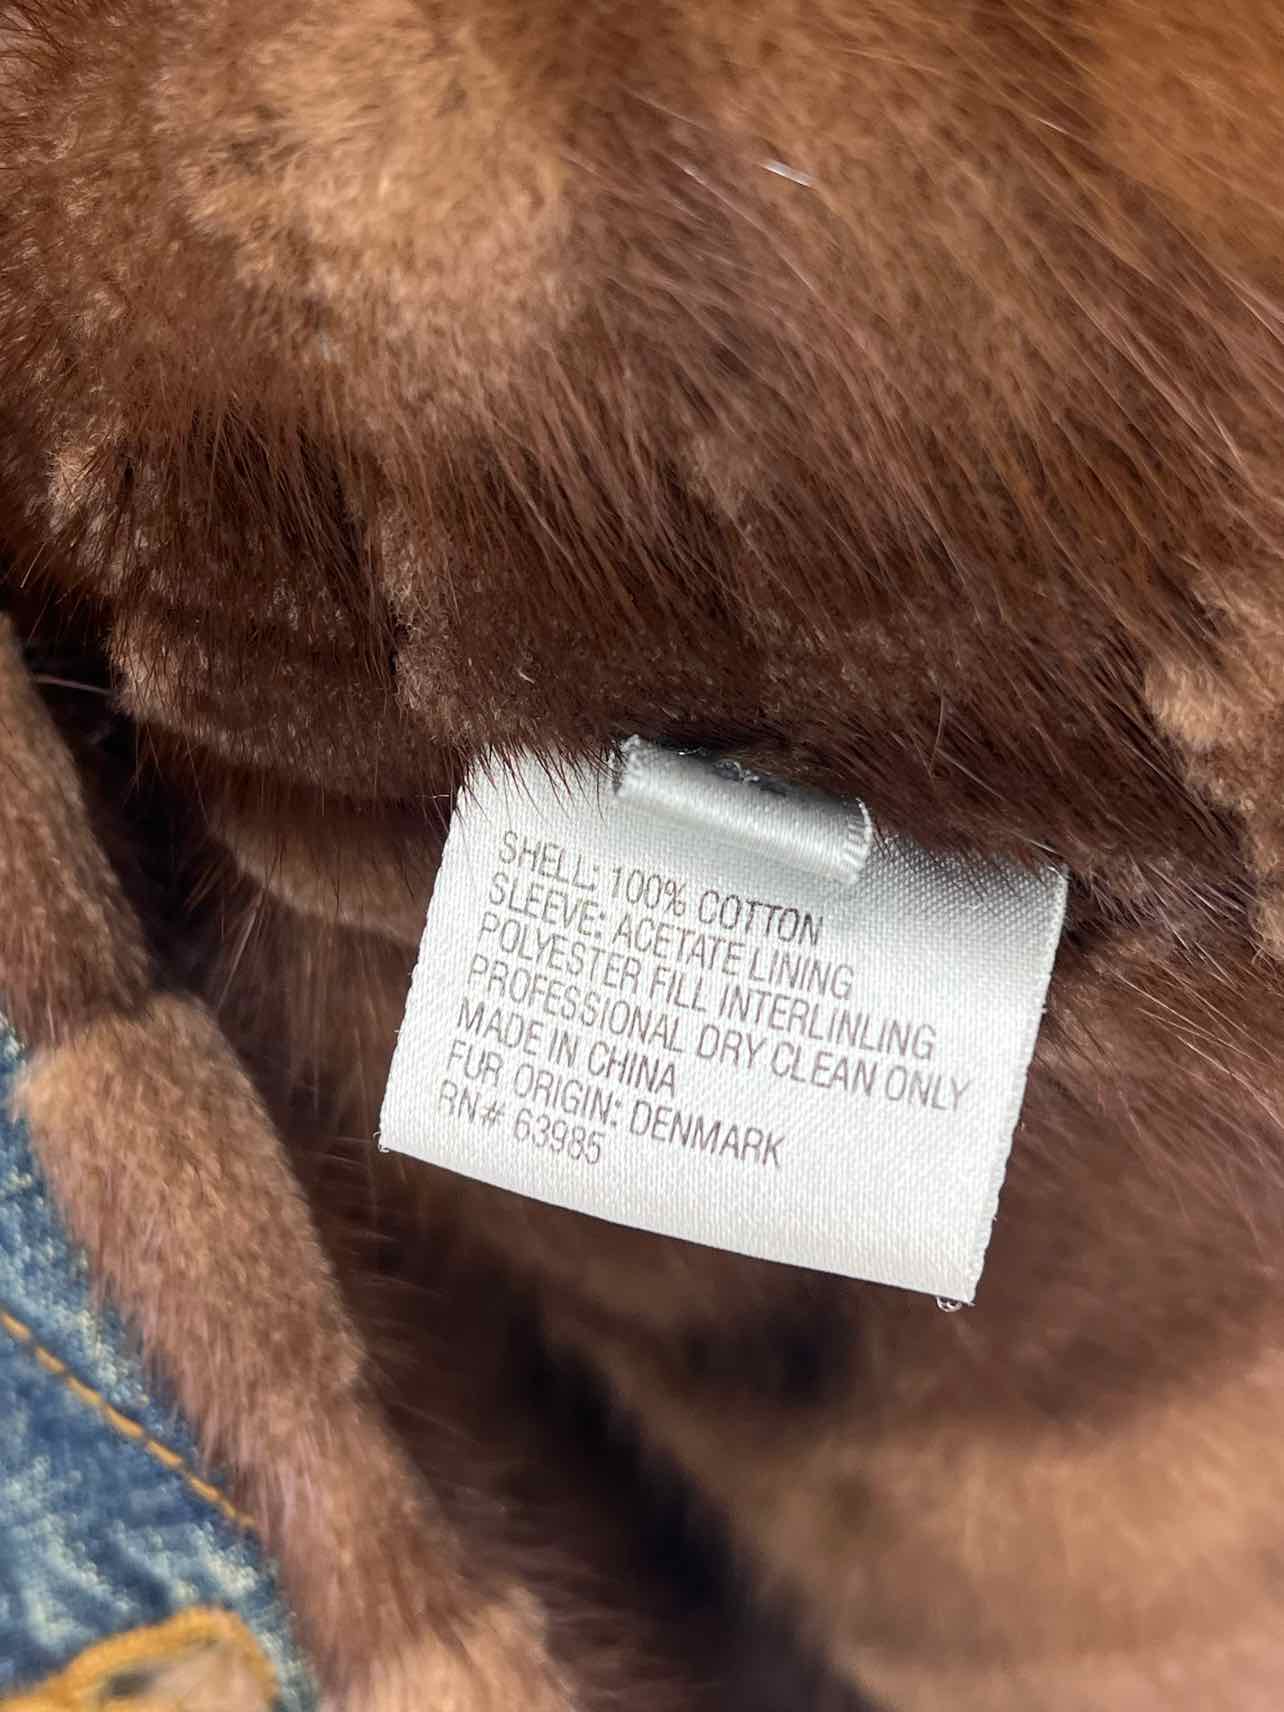 SHELL: 100% COTTON
SLEEVE: ACETATE LINING
POLYESTER FILL INTERLINLING
PROFESSIONAL DRY CLEAN ONLY
MADE IN CHINA
FUR ORIGIN: DENMARK
RN# 63985